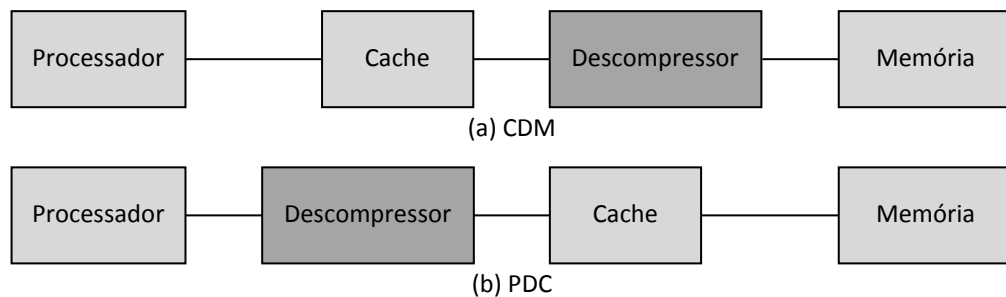 Processador Cache Descompressor Memória
(a) CDM
Processador Descompressor Cache Memória
(b) PDC